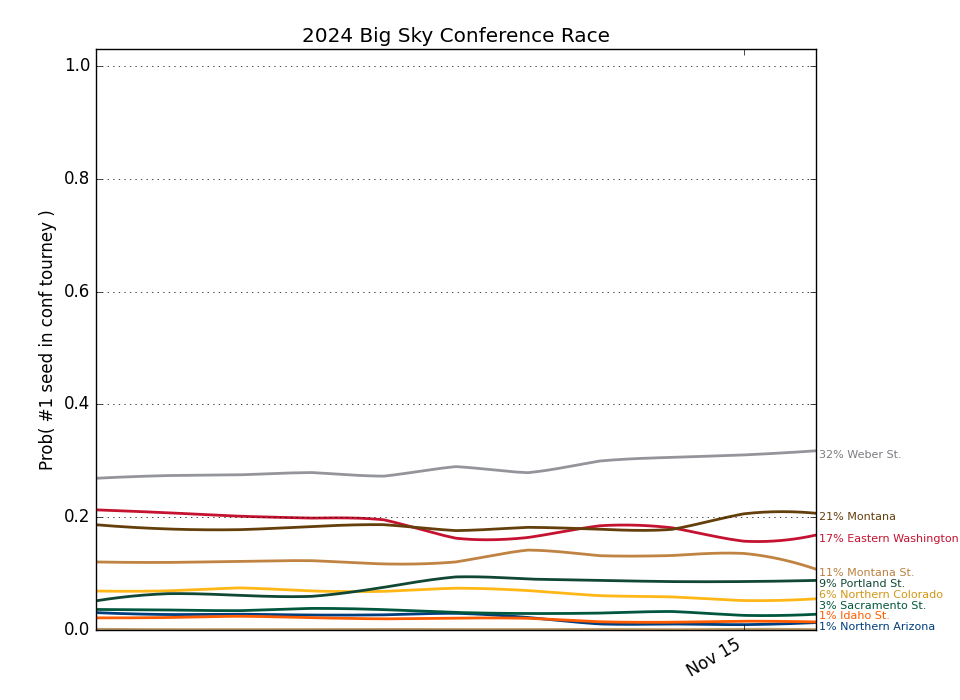 2024 Big Sky Conference Race
Prob( #1 seed in conf tourney )
1.0
0.8
0.6
0.4
0.2
0.0
Nov 15
32% Weber St.
21% Montana
17% Eastern Washington
11% Montana St.
9% Portland St.
6% Northern Colorado
3% Sacramento St.
1% Idaho St.
1% Northern Arizona